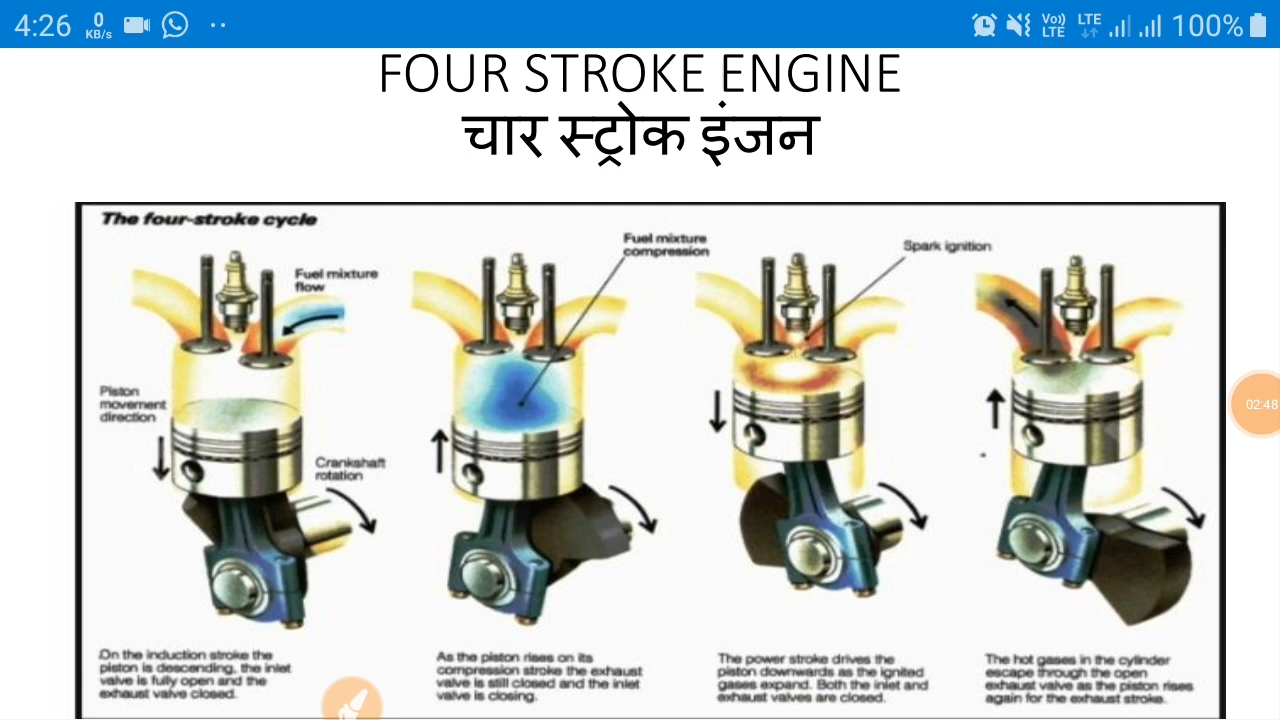 4:26 0 KB/s Vo)) LTE LTE 100%
FOUR STROKE ENGINE
चार स्ट्रोक इंजन
The four-stroke cycle
Fuel mixture
flow
Fuel mixture
compression
Spark ignition
Piston
movement
direction
Crankshaft
rotation
02:48
On the induction stroke the
piston is descending, the inlet
valve is fully open and the
exhaust valve closed.
As the piston rises on its
compression stroke the exhaust
valve is still closed and the inlet
valve is closing.
The power stroke drives the
piston downwards as the ignited
gases expand. Both the inlet and
exhaust valves are closed.
The hot gases in the cylinder
escape through the open
exhaust valve as the piston rises
again for the exhaust stroke.